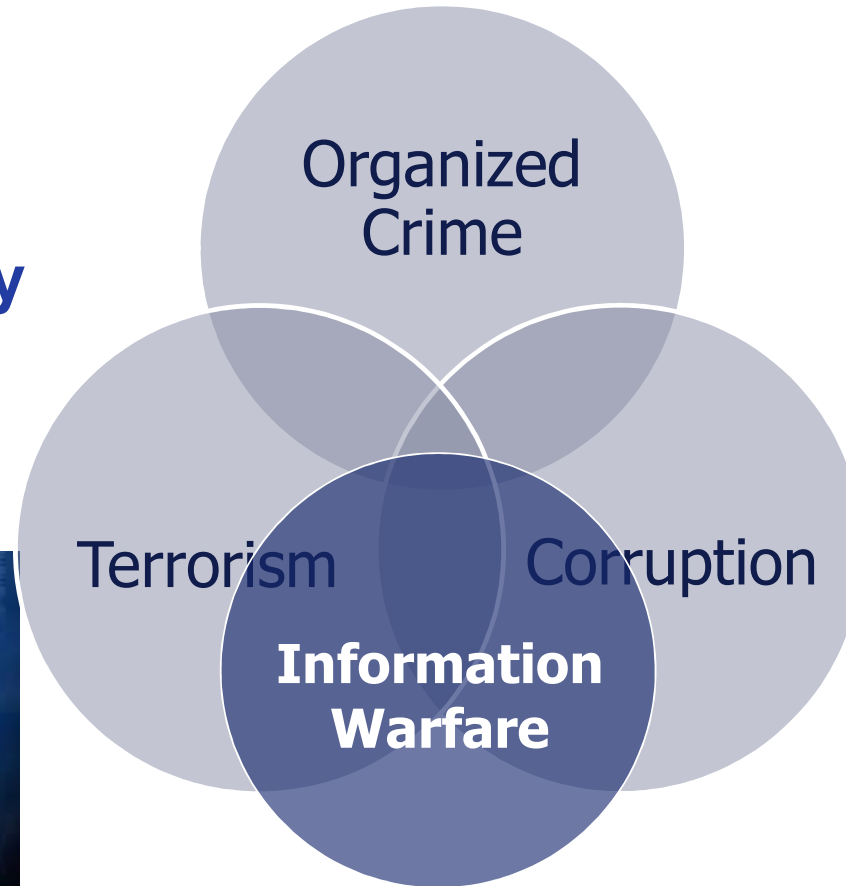 Organized
Crime
y
Terrorism
Corruption
Information
Warfare